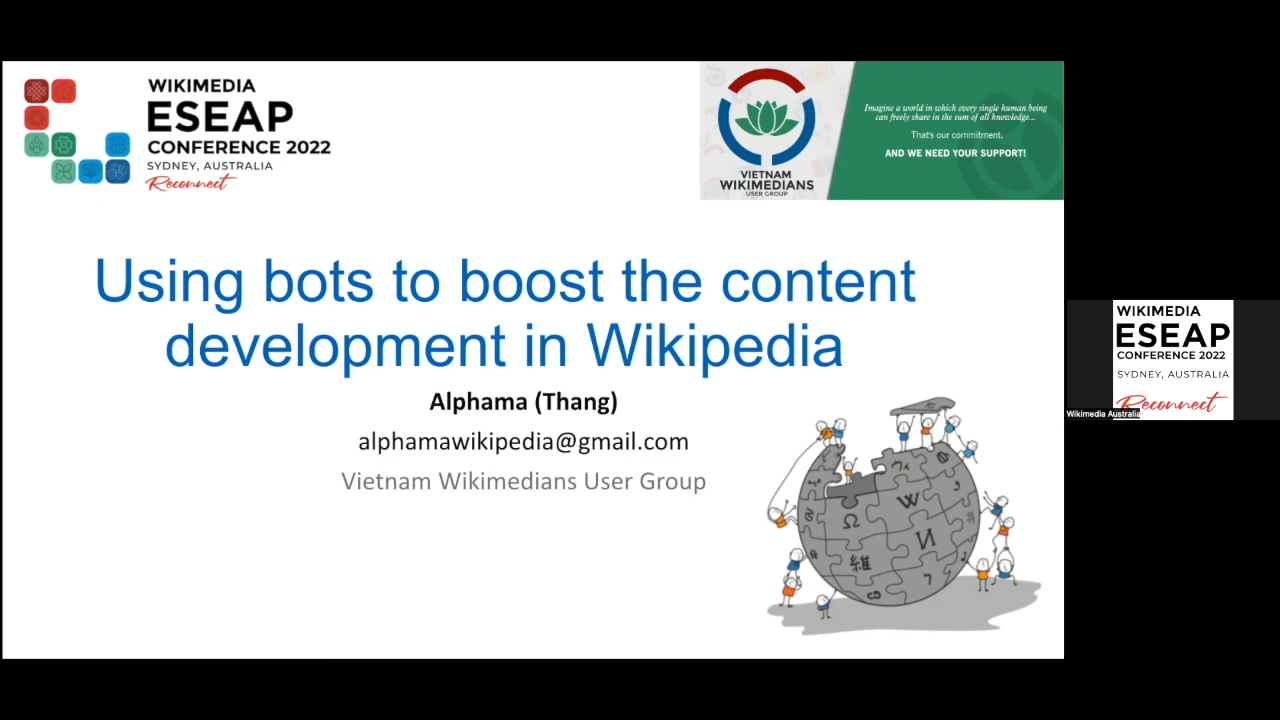 WIKIMEDIA
ESEAP
CONFERENCE 2022
SYDNEY, AUSTRALIA
Reconnect
VIETNAM
WIKIMEDIANS
USER GROUP
Imagine a world in which every single human being
can freely share in the sum of all knowledge...
That's our commitment.
AND WE NEED YOUR SUPPORT!
Using bots to boost the content
development in Wikipedia
Alphama (Thang)
alphamawikipedia@gmail.com
Vietnam Wikimedians User Group
Ω
W
И
維
WIKIMEDIA
ESEAP
CONFERENCE 2022
SYDNEY, AUSTRALIA
Reconnect
Wikimedia Australia